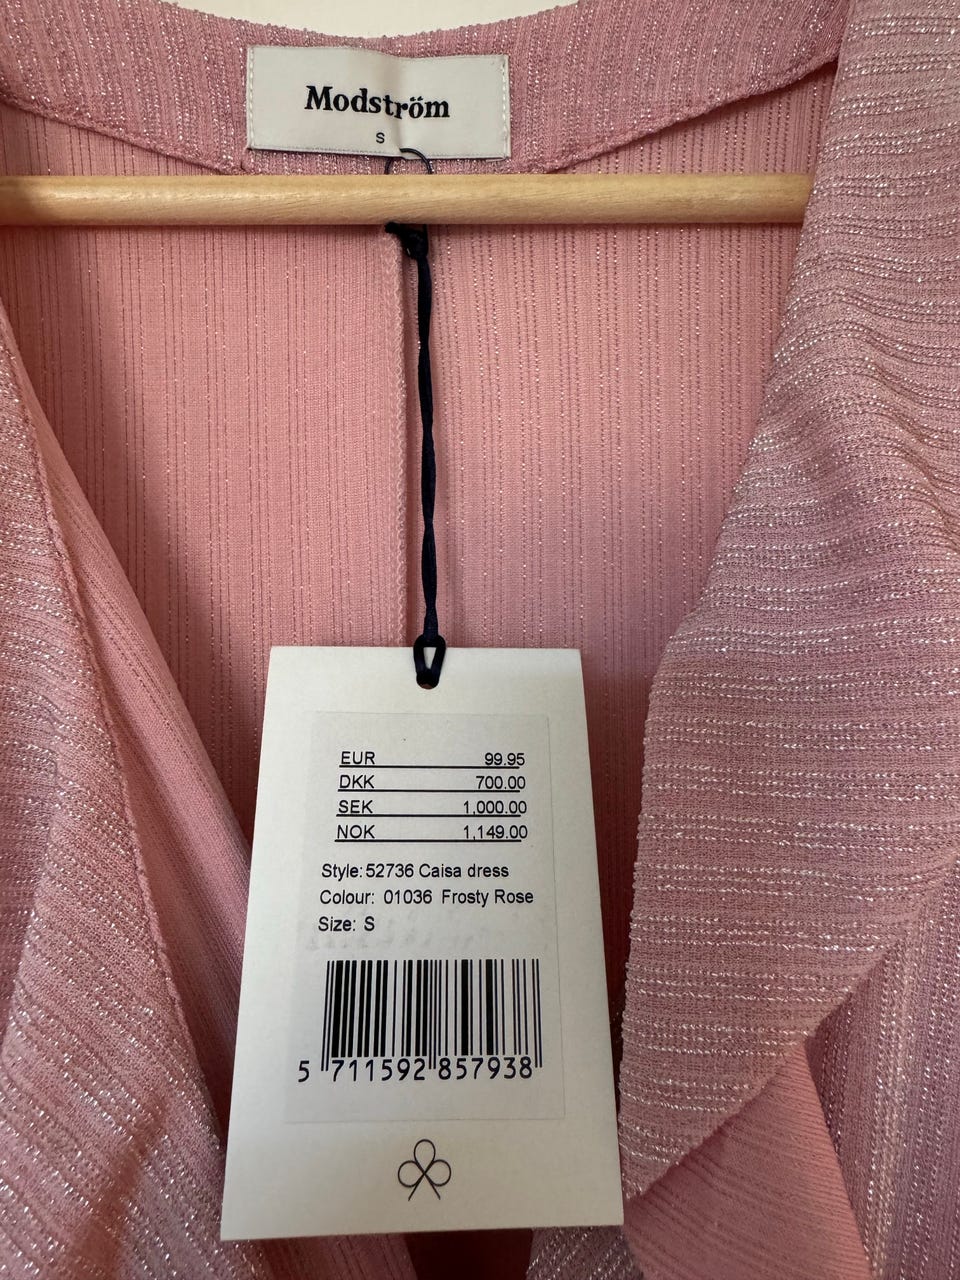 Modström
S
EUR 99.95
DKK 700.00
SEK 1,000.00
NOK 1,149.00
Style: 52736 Caisa dress
Colour: 01036 Frosty Rose
Size: S
5 711592 857938